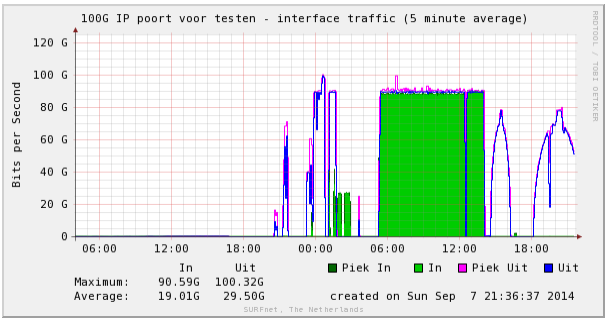 100G IP poort voor testen - interface traffic (5 minute average)
RRDTOOL / TOBI OETIKER
Bits per Second
120 G
100 G
80 G
60 G
40 G
20 G
0
06:00 12:00 18:00 00:00 06:00 12:00 18:00
In Uit Piek In In Piek Uit Uit
Maximum: 90.59G 100.32G
Average: 19.01G 29.50G created on Sun Sep 7 21:36:37 2014
SURFnet, The Netherlands